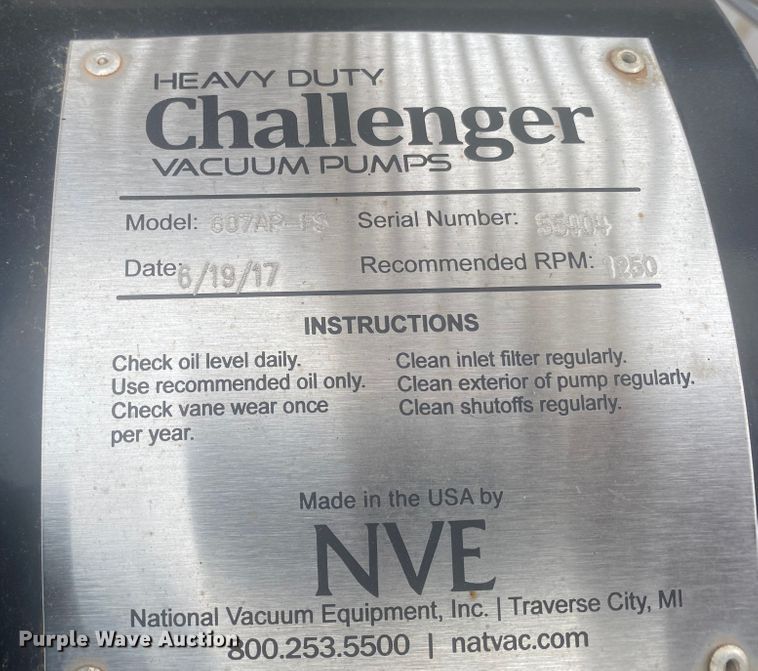 HEAVY DUTY
Challenger
VACUUM PUMPS
Model: 607AP-FS Serial Number:
Date: 6/19/17 Recommended RPM: 1250
INSTRUCTIONS
Check oil level daily.
Use recommended oil only.
Check vane wear once
per year.
Clean inlet filter regularly.
Clean exterior of pump regularly.
Clean shutoffs regularly.
Made in the USA by
NVE
National Vacuum Equipment, Inc. | Traverse City, MI
800.253.5500 | natvac.com
Purple Wave Auction